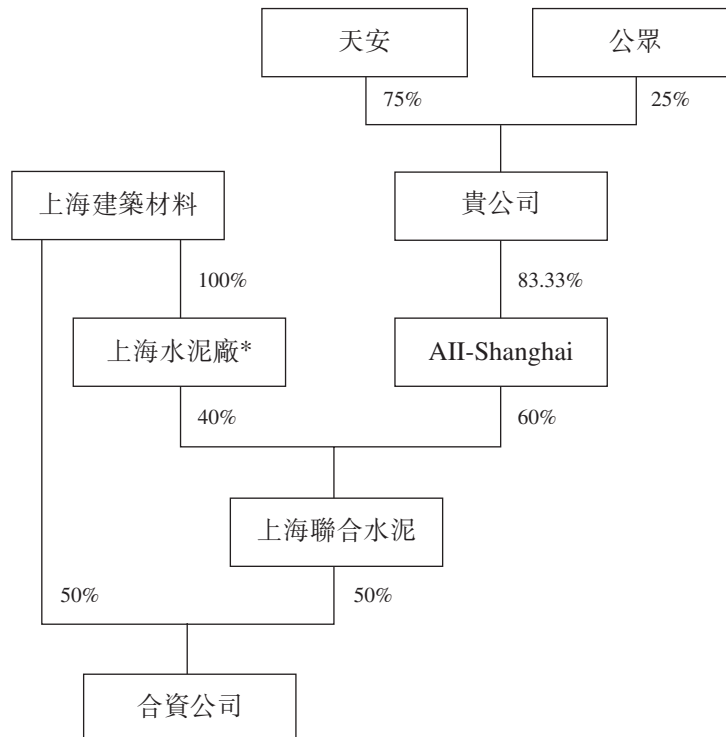 天安
公眾
75%
25%
上海建築材料
貴公司
100%
83.33%
上海水泥廠*
AII-Shanghai
40%
60%
上海聯合水泥
50%
50%
合資公司